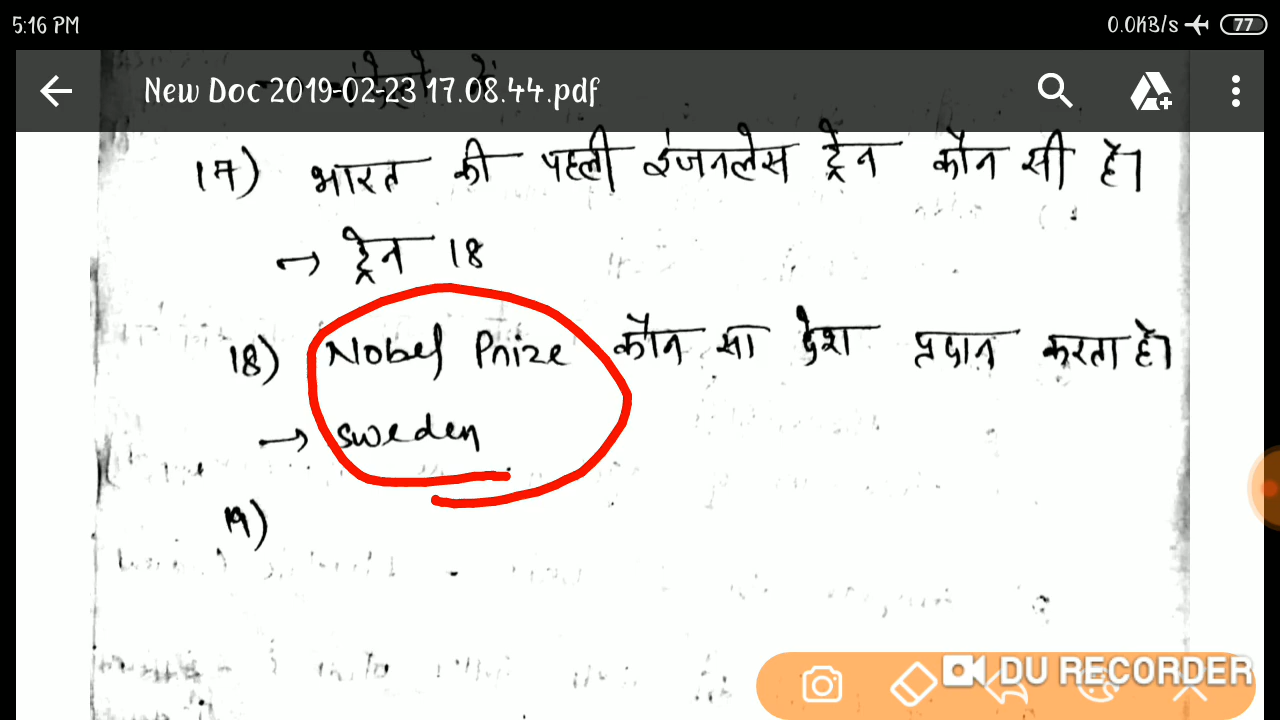 5:16 PM
0.0KB/s 77
New Doc 2019-02-23 17.08.44.pdf
17) भारत की पहली इंजनलेस ट्रेन कौन सी है।
→ ट्रेन 18
18) Nobel Prize कौन सा देश प्रदान करता है।
→ Sweden
19)
DU RECORDER